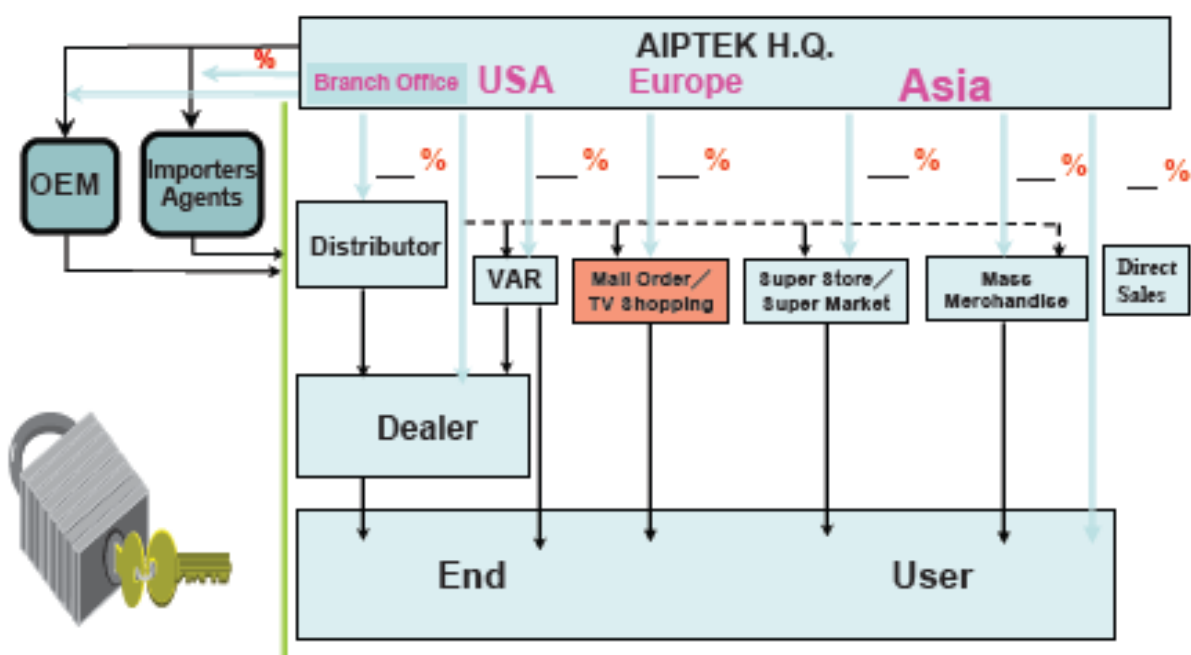 AIPTEK H.Q.
Branch Office USA Europe Asia
%
__ %
__ %
__ %
__ %
__ %
__ %
OEM
Importers
Agents
Distributor
VAR
Mail Order/
TV Shopping
Super Store/
Super Market
Mass
Merchandise
Direct
Sales
Dealer
End User